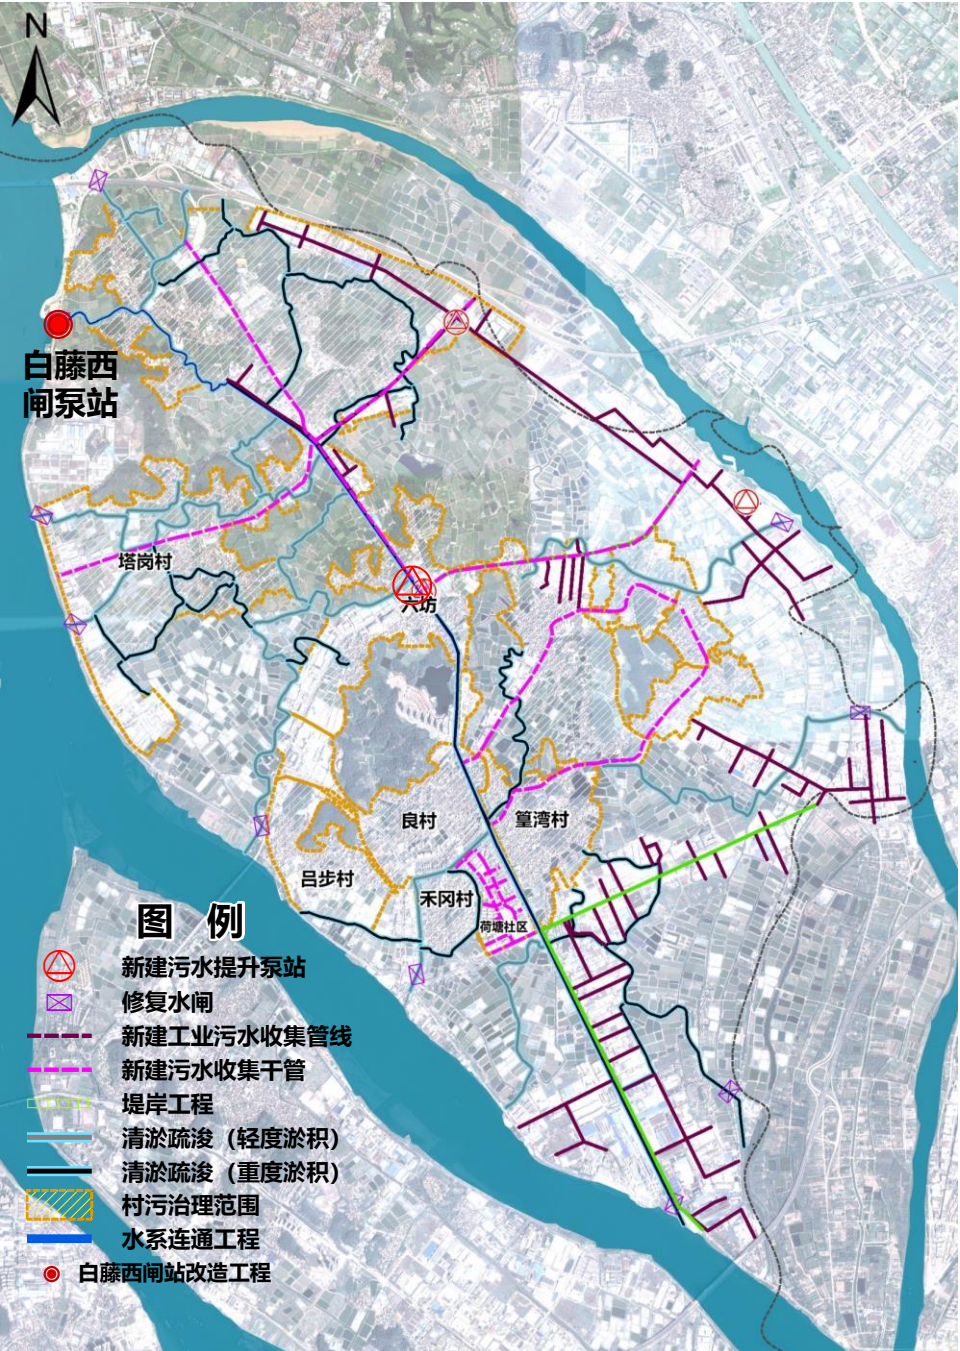 N
白藤西
闸泵站
塔岗村
六坊
良村
篁湾村
吕步村
禾冈村
荷塘社区
图 例
新建污水提升泵站
修复水闸
新建工业污水收集管线
新建污水收集干管
堤岸工程
清淤疏浚（轻度淤积）
清淤疏浚（重度淤积）
村污治理范围
水系连通工程
白藤西闸站改造工程